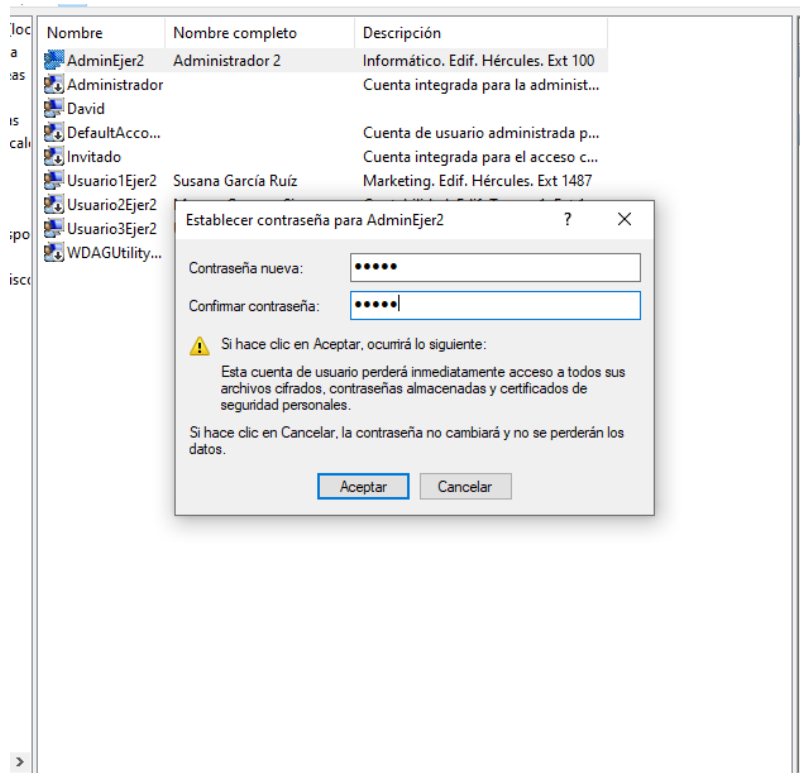 Nombre Nombre completo Descripción
AdminEjer2 Administrador 2 Informático. Edif. Hércules. Ext 100
Administrador Cuenta integrada para la administ...
David
DefaultAcco... Cuenta de usuario administrada p...
Invitado Cuenta integrada para el acceso c...
Usuario1Ejer2 Susana García Ruíz Marketing. Edif. Hércules. Ext 1487
Usuario2Ejer2
Usuario3Ejer2
WDAGUtility...
Establecer contraseña para AdminEjer2 ?
Contraseña nueva: •••••
Confirmar contraseña: •••••
Si hace clic en Aceptar, ocurrirá lo siguiente:
Esta cuenta de usuario perderá inmediatamente acceso a todos sus
archivos cifrados, contraseñas almacenadas y certificados de
seguridad personales.
Si hace clic en Cancelar, la contraseña no cambiará y no se perderán los
datos.
Aceptar Cancelar